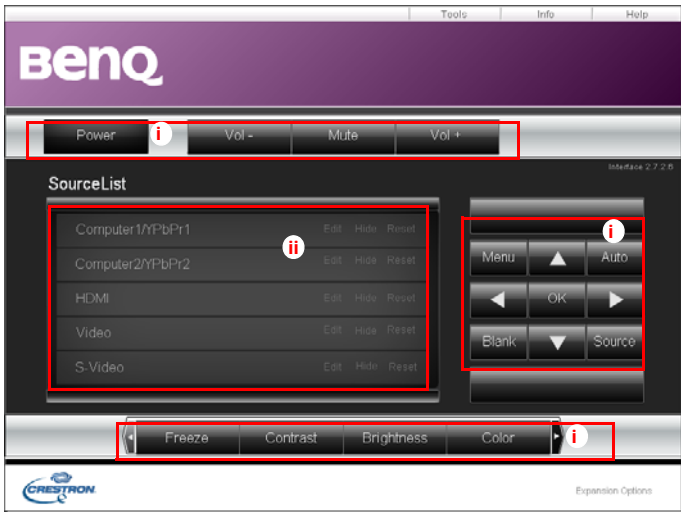 Tools Info Help
BenQ
Power i Vol - Mute Vol +
Interface 2.7.2.6
SourceList
Computer1/YPbPr1 Edit Hide Reset
Computer2/YPbPr2 Edit Hide Reset
HDMI Edit Hide Reset
Video Edit Hide Reset
S-Video Edit Hide Reset
ii
i
Menu Auto
OK
Blank Source
Freeze Contrast Brightness Color i
CRESTRON
Expansion Options